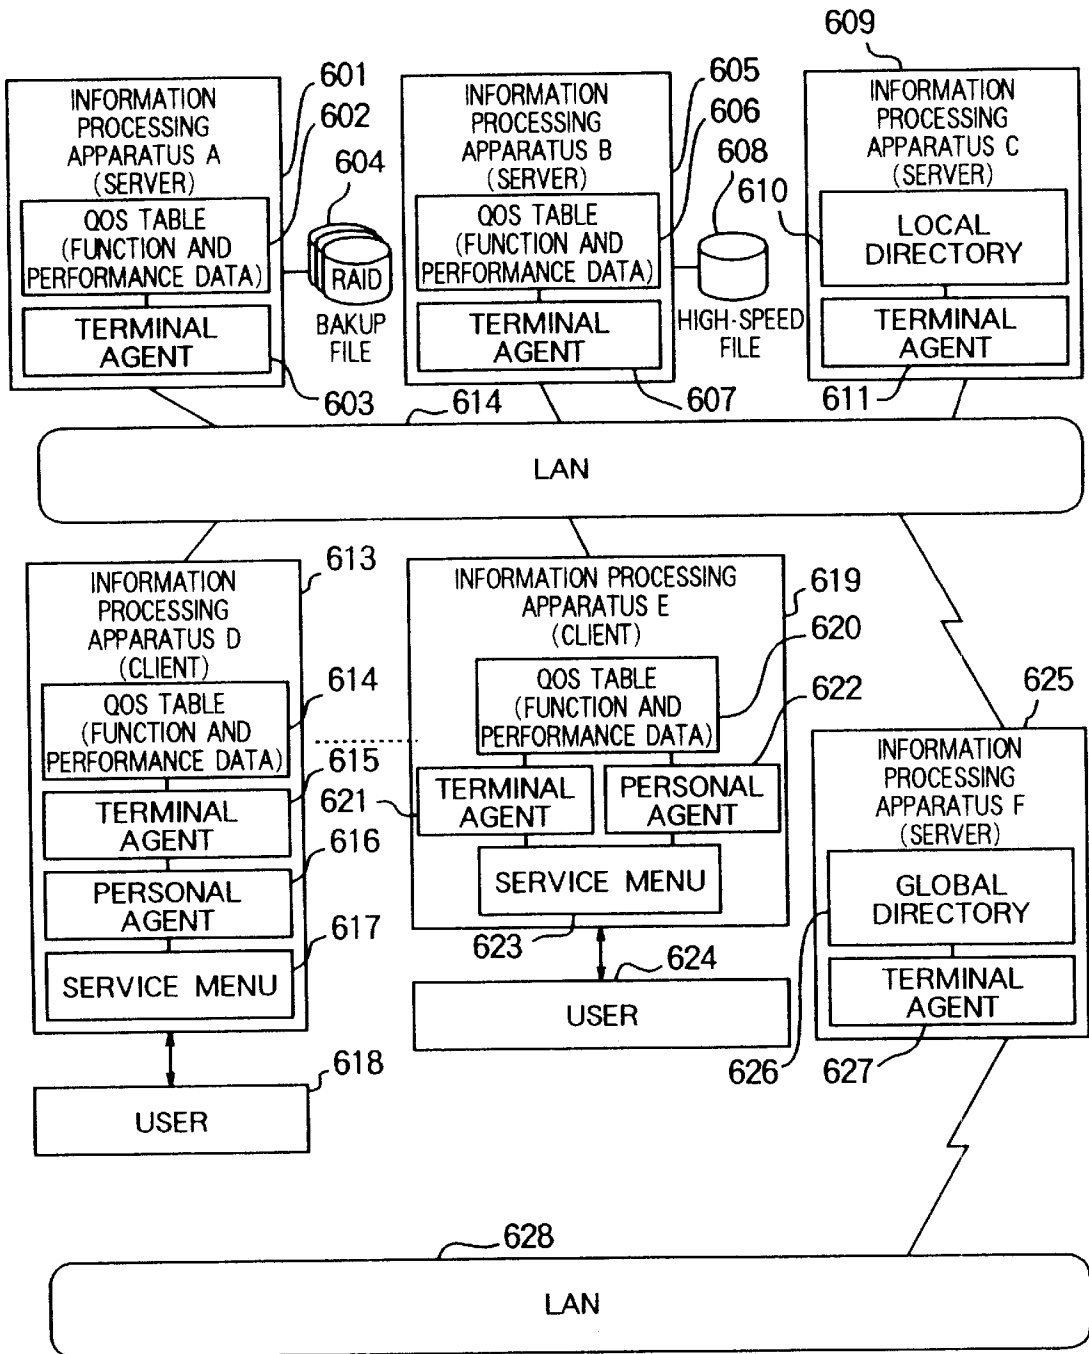 609
601
INFORMATION
PROCESSING
APPARATUS A
(SERVER)
602
604
QOS TABLE
(FUNCTION AND
PERFORMANCE DATA)
RAID
BAKUP
FILE
TERMINAL
AGENT
603
605
INFORMATION
PROCESSING
APPARATUS B
(SERVER)
606
608
QOS TABLE
(FUNCTION AND
PERFORMANCE DATA)
HIGH-SPEED
FILE
TERMINAL
AGENT
607
INFORMATION
PROCESSING
APPARATUS C
(SERVER)
610
LOCAL
DIRECTORY
TERMINAL
AGENT
611
614
LAN
613
INFORMATION
PROCESSING
APPARATUS D
(CLIENT)
614
QOS TABLE
(FUNCTION AND
PERFORMANCE DATA)
615
TERMINAL
AGENT
616
PERSONAL
AGENT
617
SERVICE MENU
618
USER
INFORMATION PROCESSING
APPARATUS E
(CLIENT)
619
620
QOS TABLE
(FUNCTION AND
PERFORMANCE DATA)
622
621
TERMINAL
AGENT
PERSONAL
AGENT
SERVICE MENU
623
624
USER
625
INFORMATION
PROCESSING
APPARATUS F
(SERVER)
GLOBAL
DIRECTORY
TERMINAL
AGENT
626
627
628
LAN